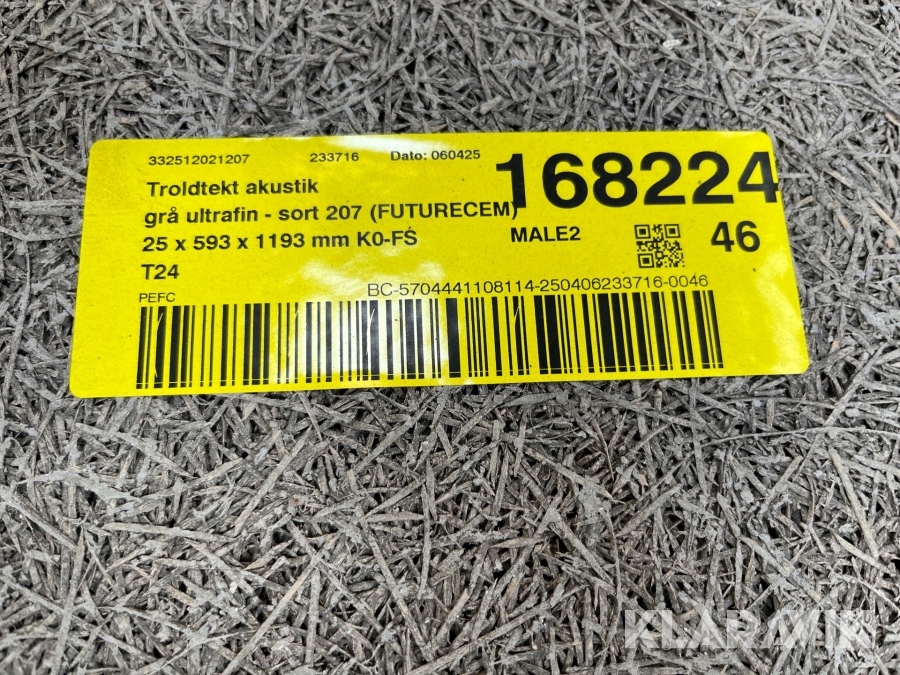 332512021207 233716 Dato: 060425
168224
Troldtekt akustik
grå ultrafin - sort 207 (FUTURECEM)
25 x 593 x 1193 mm K0-FS
MALE2
46
T24
BC-5704441108114-250406233716-0046
PEFC
KLARAVIK